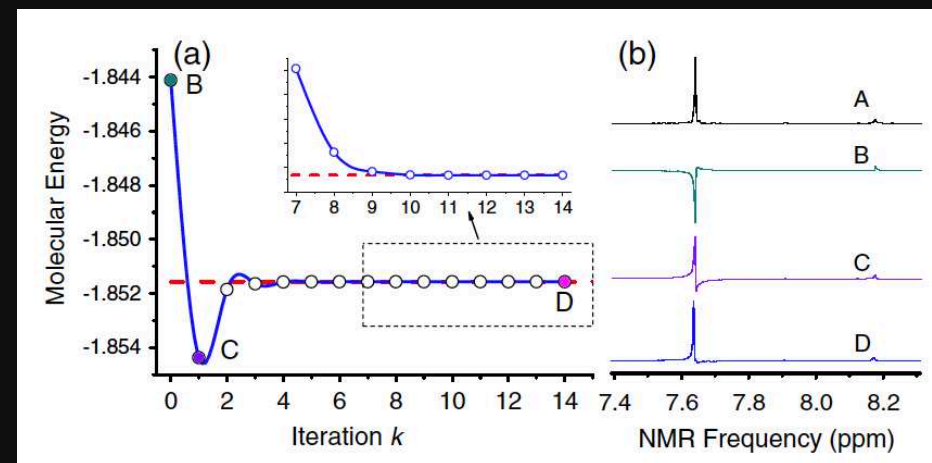 (a)
-1.844
-1.846
-1.848
-1.850
-1.852
-1.854
Molecular Energy
B
C
D
7 8 9 10 11 12 13 14
0 2 4 6 8 10 12 14
Iteration k
(b)
A
B
C
D
7.4 7.6 7.8 8.0 8.2
NMR Frequency (ppm)